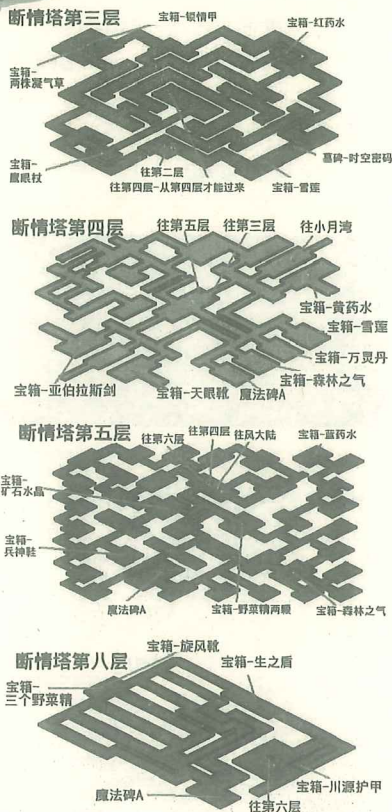 断情塔第三层
宝箱-锁情甲
宝箱-红药水
宝箱-
两株凝气草
宝箱-
鹰眼杖
往第二层
往第四层-从第四层才能过来
宝箱-雪莲
墓碑-时空密码
断情塔第四层
往第五层
往第三层
往小月湾
宝箱-黄药水
宝箱-雪莲
宝箱-万灵丹
宝箱-森林之气
宝箱-亚伯拉斯剑
宝箱-天眼靴
魔法碑A
断情塔第五层
往第六层
往第四层
往风大陆
宝箱-蓝药水
宝箱-
矿石水晶
宝箱-
兵神鞋
魔法碑A
宝箱-野菜精两颗
宝箱-森林之气
断情塔第八层
宝箱-旋风靴
宝箱-生之盾
宝箱-
三个野菜精
宝箱-川源护甲
魔法碑A
往第六层